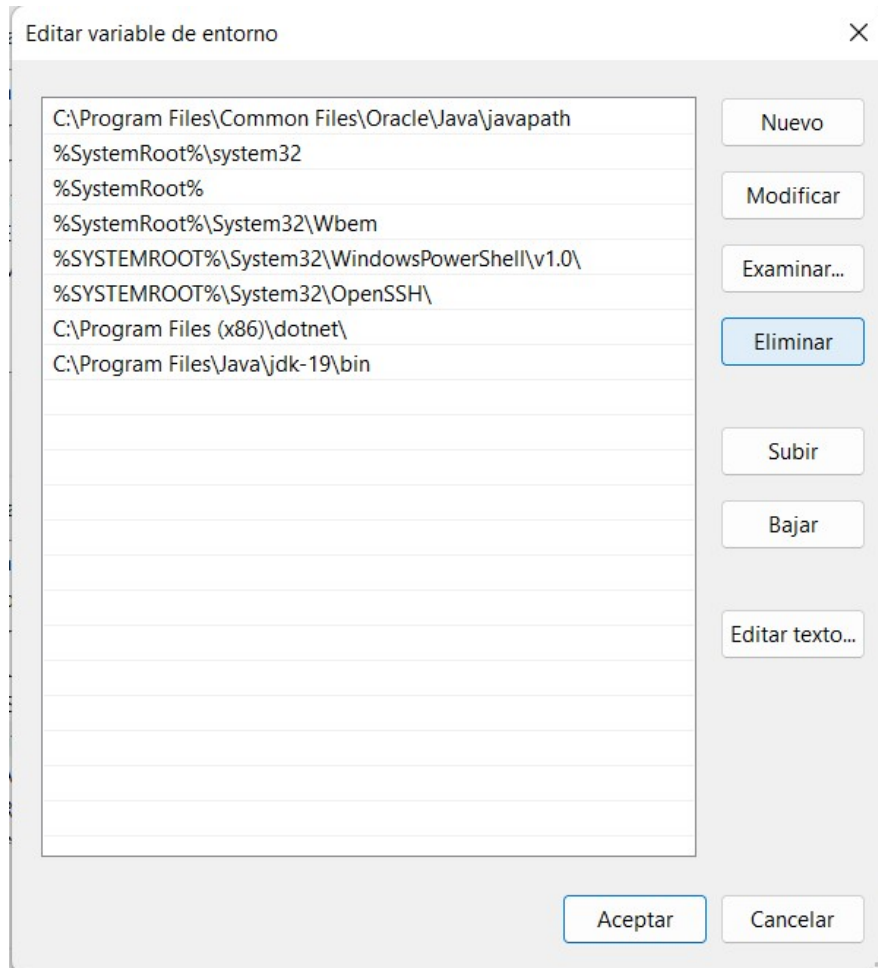 Editar variable de entorno
C:\Program Files\Common Files\Oracle\Java\javapath
%SystemRoot%\system32
%SystemRoot%
%SystemRoot%\System32\Wbem
%SYSTEMROOT%\System32\WindowsPowerShell\v1.0\
%SYSTEMROOT%\System32\OpenSSH\
C:\Program Files (x86)\dotnet\
C:\Program Files\Java\jdk-19\bin
Nuevo
Modificar
Examinar...
Eliminar
Subir
Bajar
Editar texto...
Aceptar
Cancelar